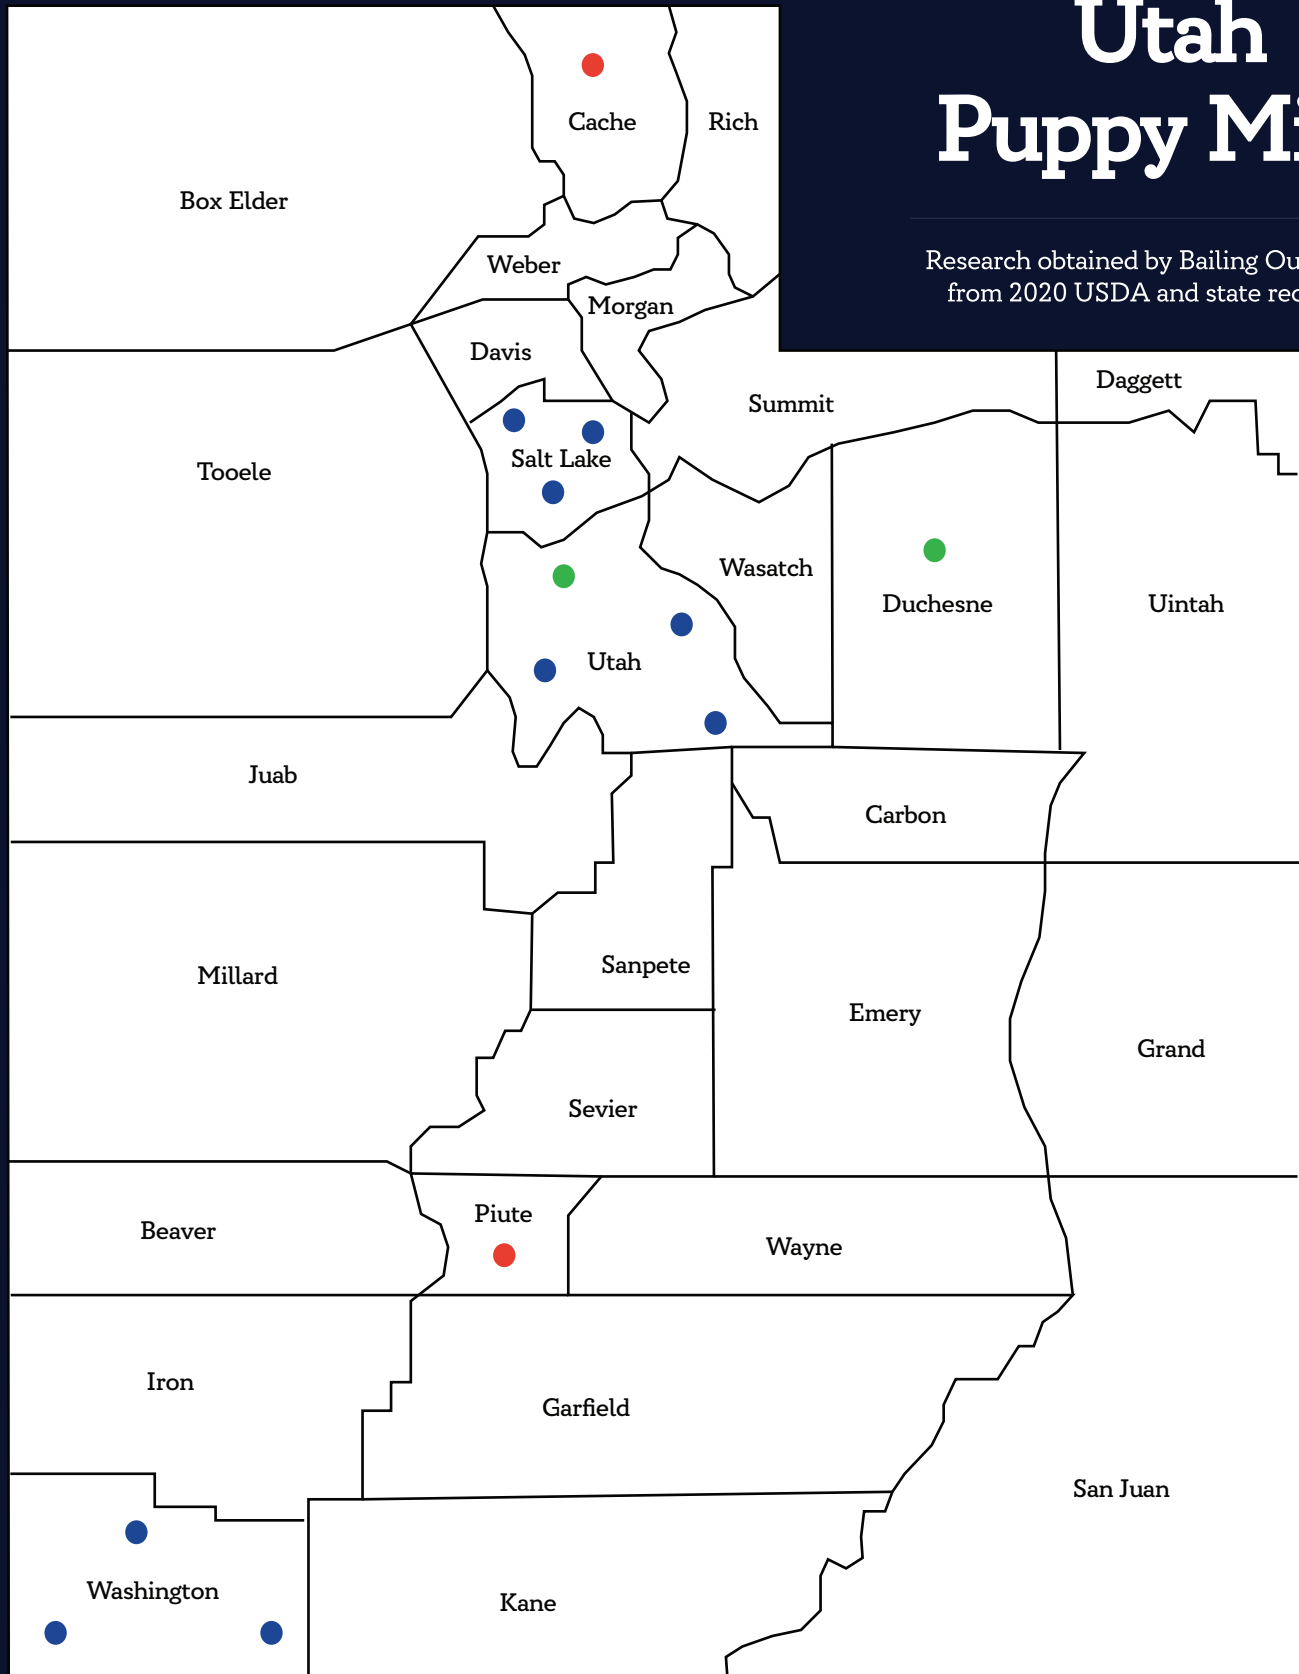 Utah
Puppy Mi
Research obtained by Bailing Ou
from 2020 USDA and state rec
Cache
Rich
Box Elder
Weber
Morgan
Davis
Daggett
Summit
Salt Lake
Tooele
Wasatch
Duchesne
Uintah
Utah
Juab
Carbon
Sanpete
Millard
Emery
Grand
Sevier
Piute
Beaver
Wayne
Iron
Garfield
San Juan
Washington
Kane